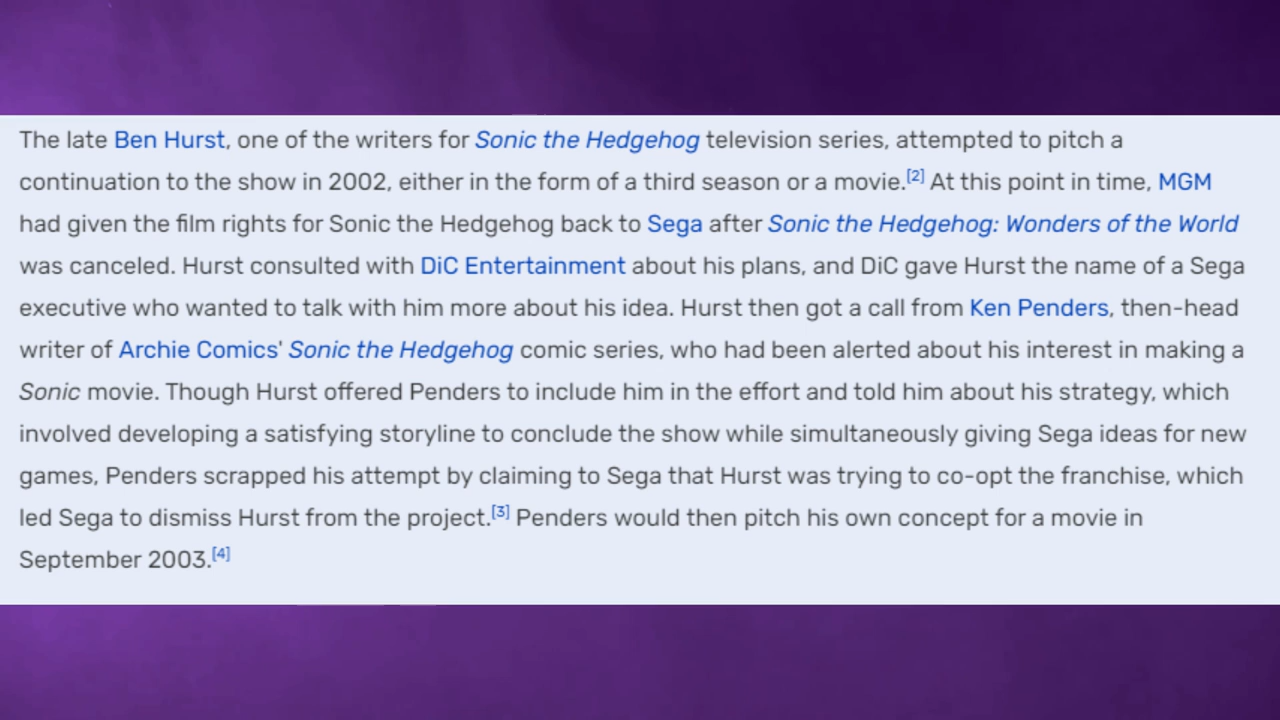 The late Ben Hurst, one of the writers for Sonic the Hedgehog television series, attempted to pitch a
continuation to the show in 2002, either in the form of a third season or a movie.[2] At this point in time, MGM
had given the film rights for Sonic the Hedgehog back to Sega after Sonic the Hedgehog: Wonders of the World
was canceled. Hurst consulted with DiC Entertainment about his plans, and DiC gave Hurst the name of a Sega
executive who wanted to talk with him more about his idea. Hurst then got a call from Ken Penders, then-head
writer of Archie Comics' Sonic the Hedgehog comic series, who had been alerted about his interest in making a
Sonic movie. Though Hurst offered Penders to include him in the effort and told him about his strategy, which
involved developing a satisfying storyline to conclude the show while simultaneously giving Sega ideas for new
games, Penders scrapped his attempt by claiming to Sega that Hurst was trying to co-opt the franchise, which
led Sega to dismiss Hurst from the project.[3] Penders would then pitch his own concept for a movie in
September 2003.[4]